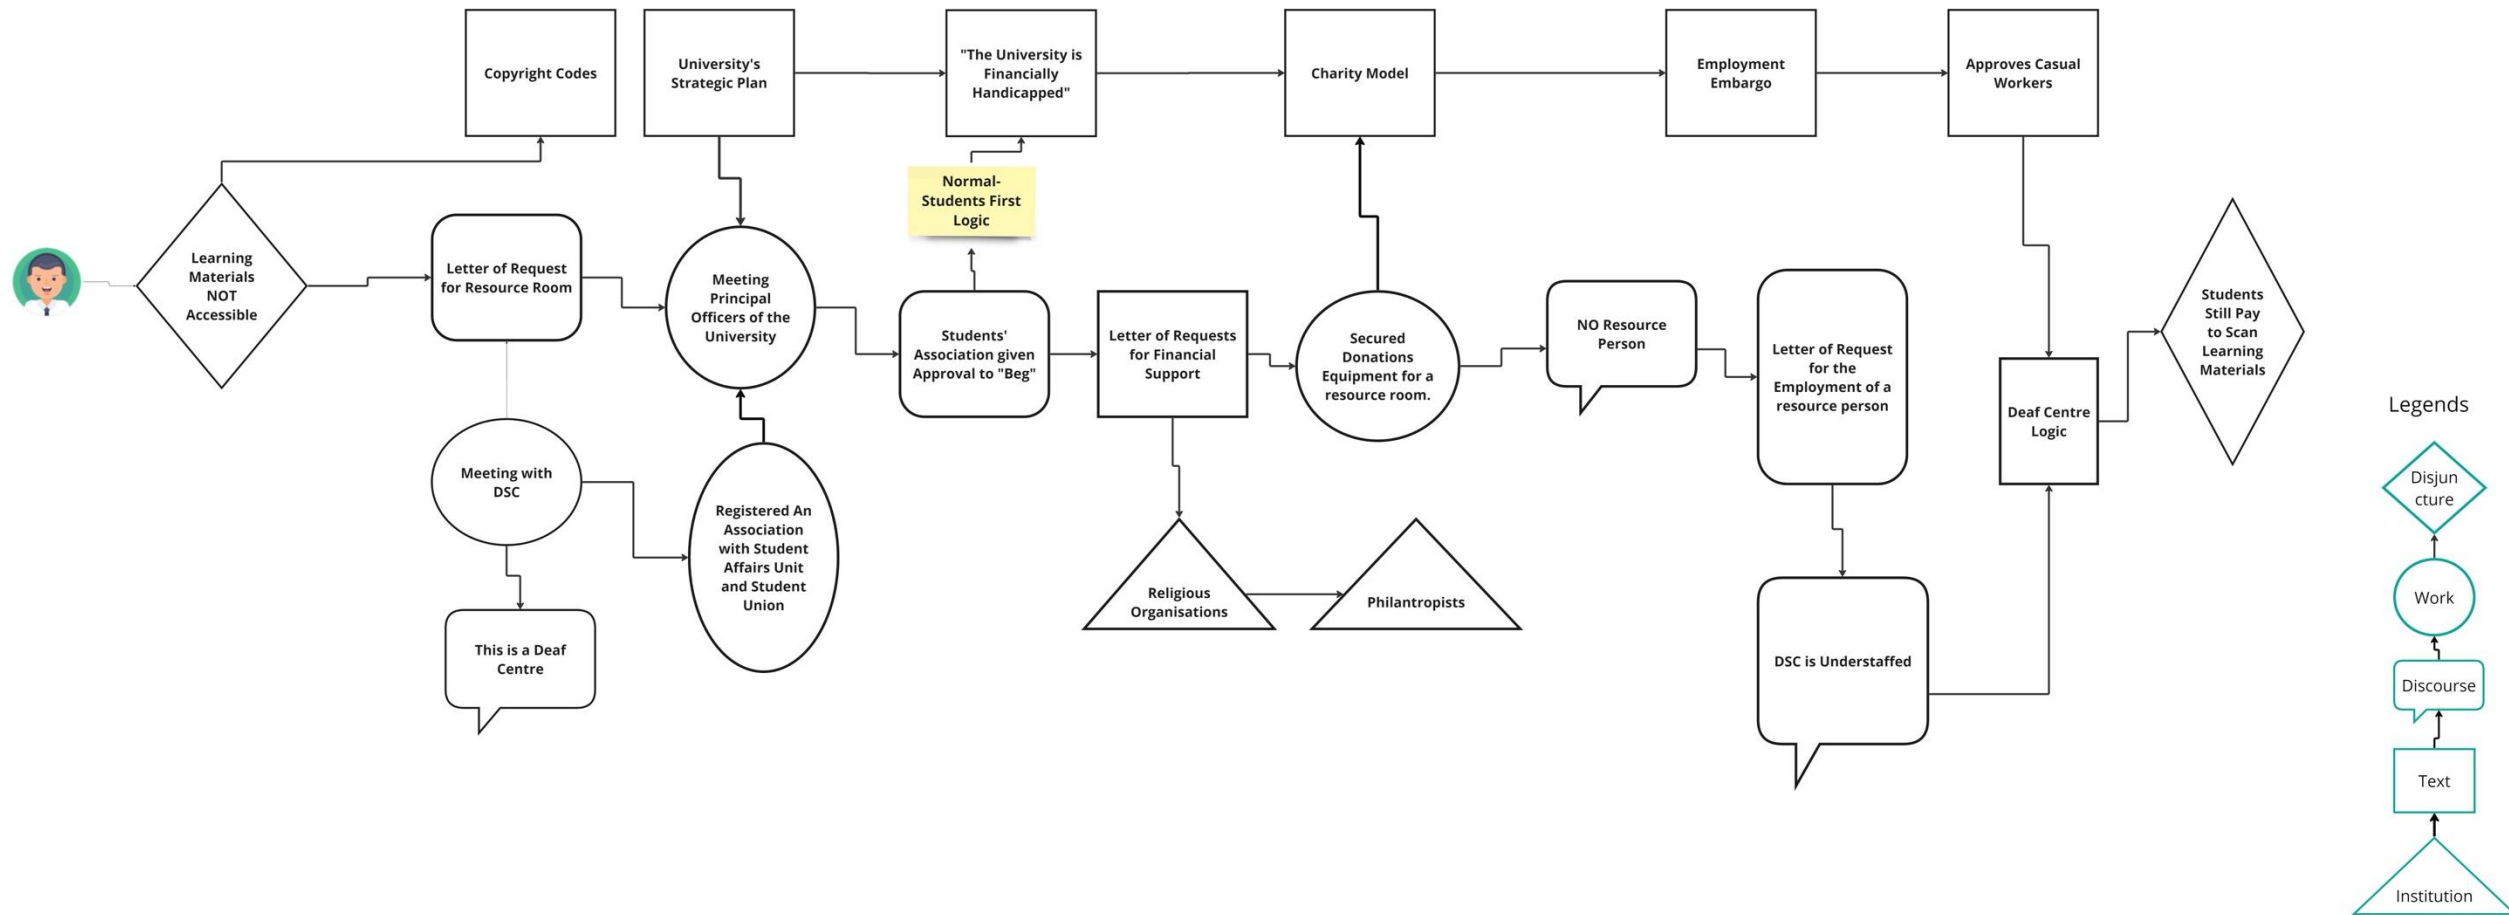 Copyright Codes
University's
Strategic Plan
"The University is
Financially
Handicapped"
Charity Model
Employment
Embargo
Approves Casual
Workers
Normal-
Students First
Logic
Learning
Materials
NOT
Accessible
Letter of Request
for Resource Room
Meeting
Principal
Officers of the
University
Students'
Association given
Approval to "Beg"
Letter of Requests
for Financial
Support
Secured
Donations
Equipment for a
resource room.
NO Resource
Person
Letter of Request
for the
Employment of a
resource person
Deaf Centre
Logic
Students
Still Pay
to Scan
Learning
Materials
Meeting with
DSC
Registered An
Association
with Student
Affairs Unit
and Student
Union
Religious
Organisations
Philantropists
This is a Deaf
Centre
DSC is Understaffed
Legends
Disjun
cture
Work
Discourse
Text
Institution